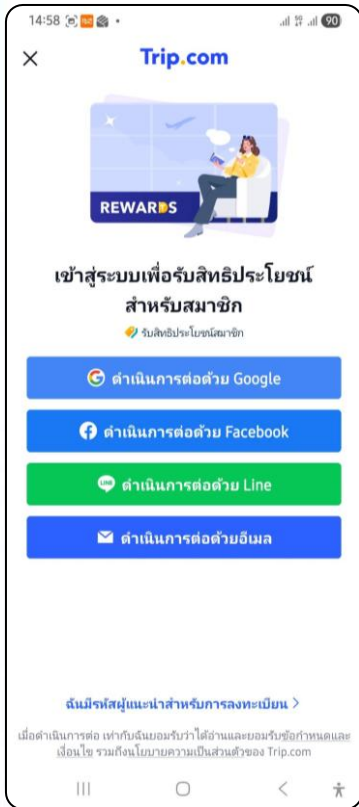 14:58
90
Trip.com
REWARDS
เข้าสู่ระบบเพื่อรับสิทธิประโยชน์
สำหรับสมาชิก
รับสิทธิประโยชน์สมาชิก
ดำเนินการต่อด้วย Google
ดำเนินการต่อด้วย Facebook
LINE ดำเนินการต่อด้วย Line
ดำเนินการต่อด้วยอีเมล
ฉันมีรหัสผู้แนะนำสำหรับการลงทะเบียน >
เมื่อดำเนินการต่อ เท่ากับฉันยอมรับว่าได้อ่านและยอมรับข้อกำหนดและ
เงื่อนไข รวมถึงนโยบายความเป็นส่วนตัวของ Trip.com